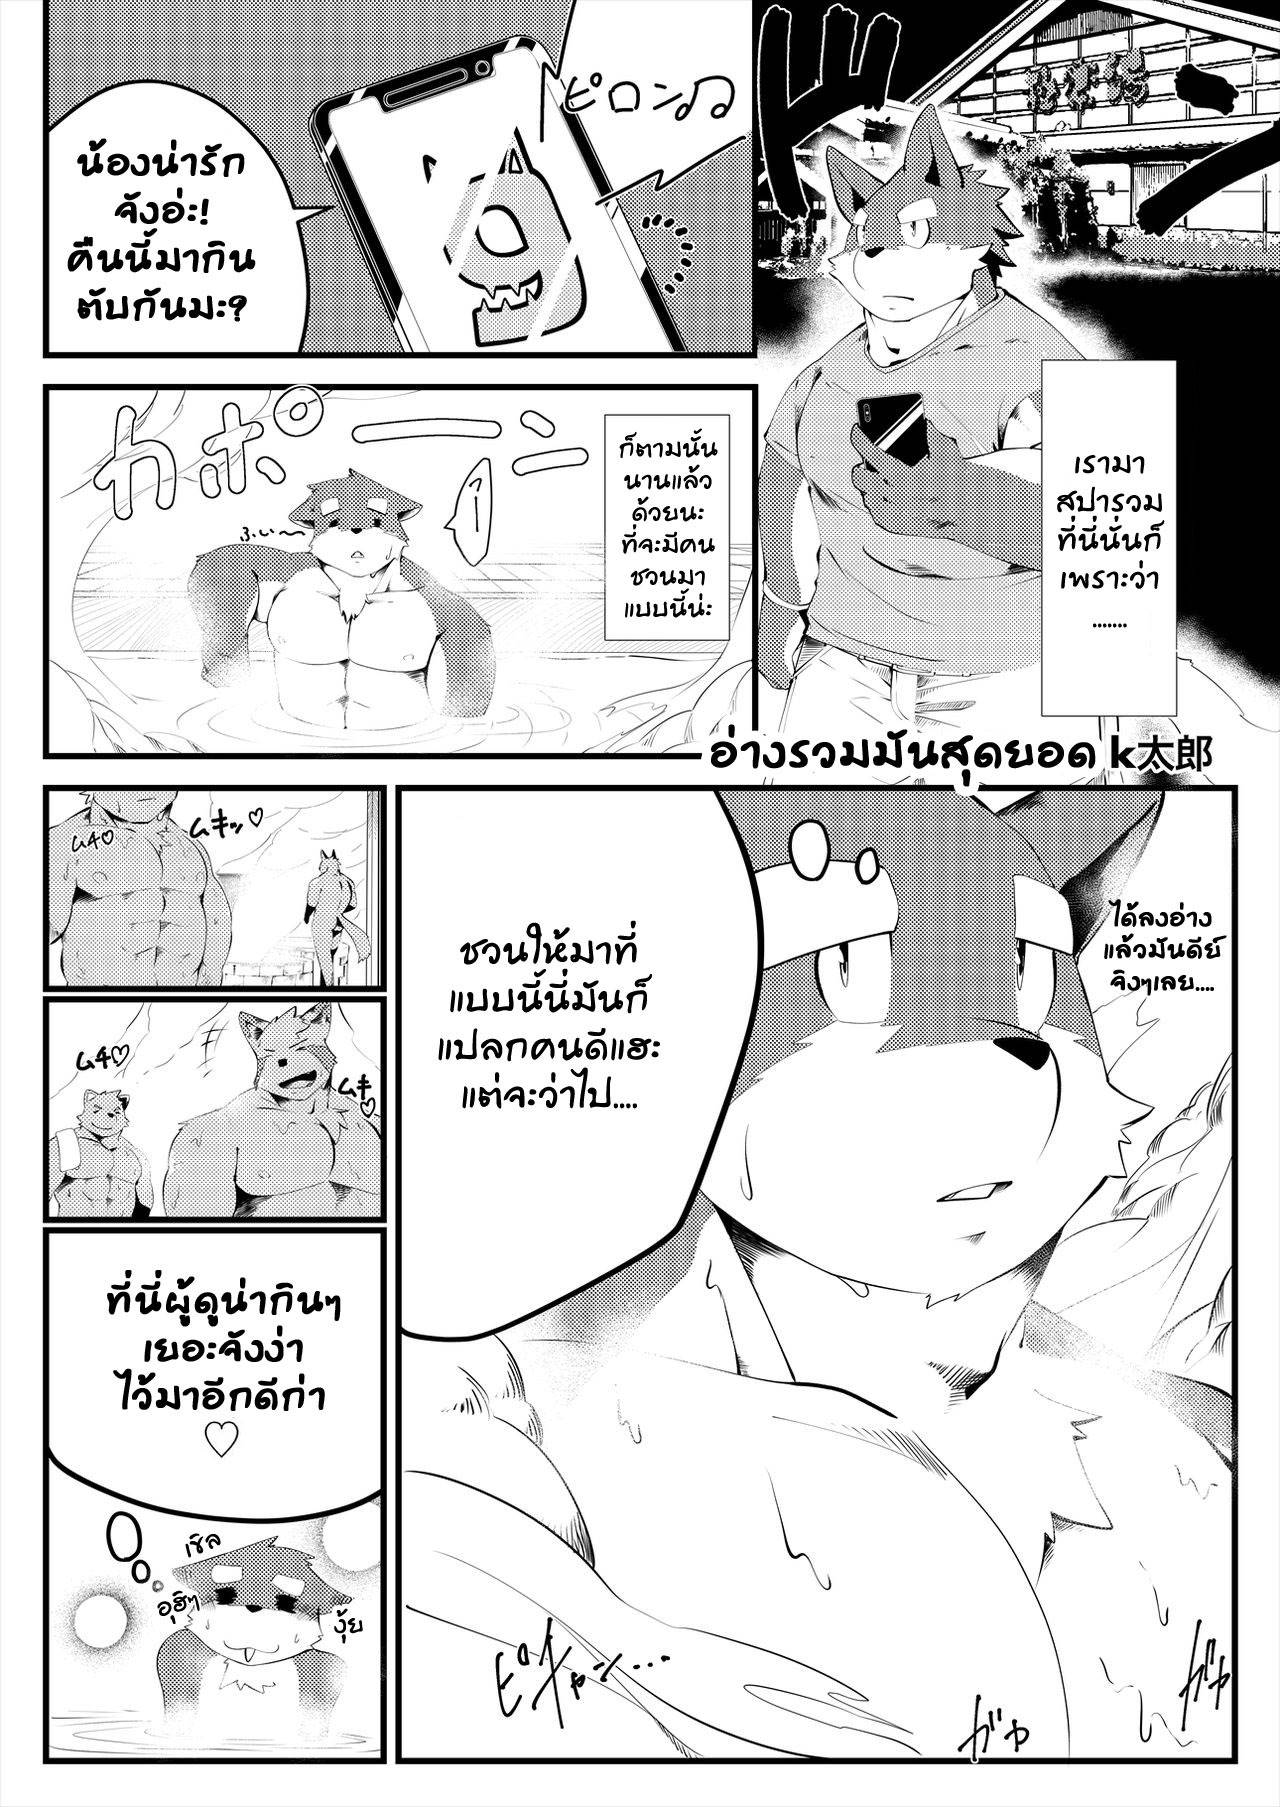 น้องน่ารัก
จังอ่ะ!
คืนนี้มากิน
ตับกันมะ?
ピロン♫
เรามา
สปารวม
ที่นี่นั่นก็
เพราะว่า
.......
カポーン
ふぃ〜
ก็ตามนั้น
นานแล้ว
ด้วยนะ
ที่จะมีคน
ชวนมา
แบบนี้น่ะ
อ่างรวมมันสุดยอด k太郎
ムチ♡
ムキッ♡
ムチ♡
ムキ♡
ที่นี่ผู้ดูน่ากินๆ
เยอะจังง่า
ไว้มาอีกดีก่า
♡
เชิล
อุฮิๆ
งุ้ย
ได้ลงอ่าง
แล้วมันดีย์
จิงๆเลย....
ชวนให้มาที่
แบบนี้นี่มันก็
แปลกคนดีแฮะ
แต่จะว่าไป....
ピチャン...
ガヤ
ガヤ